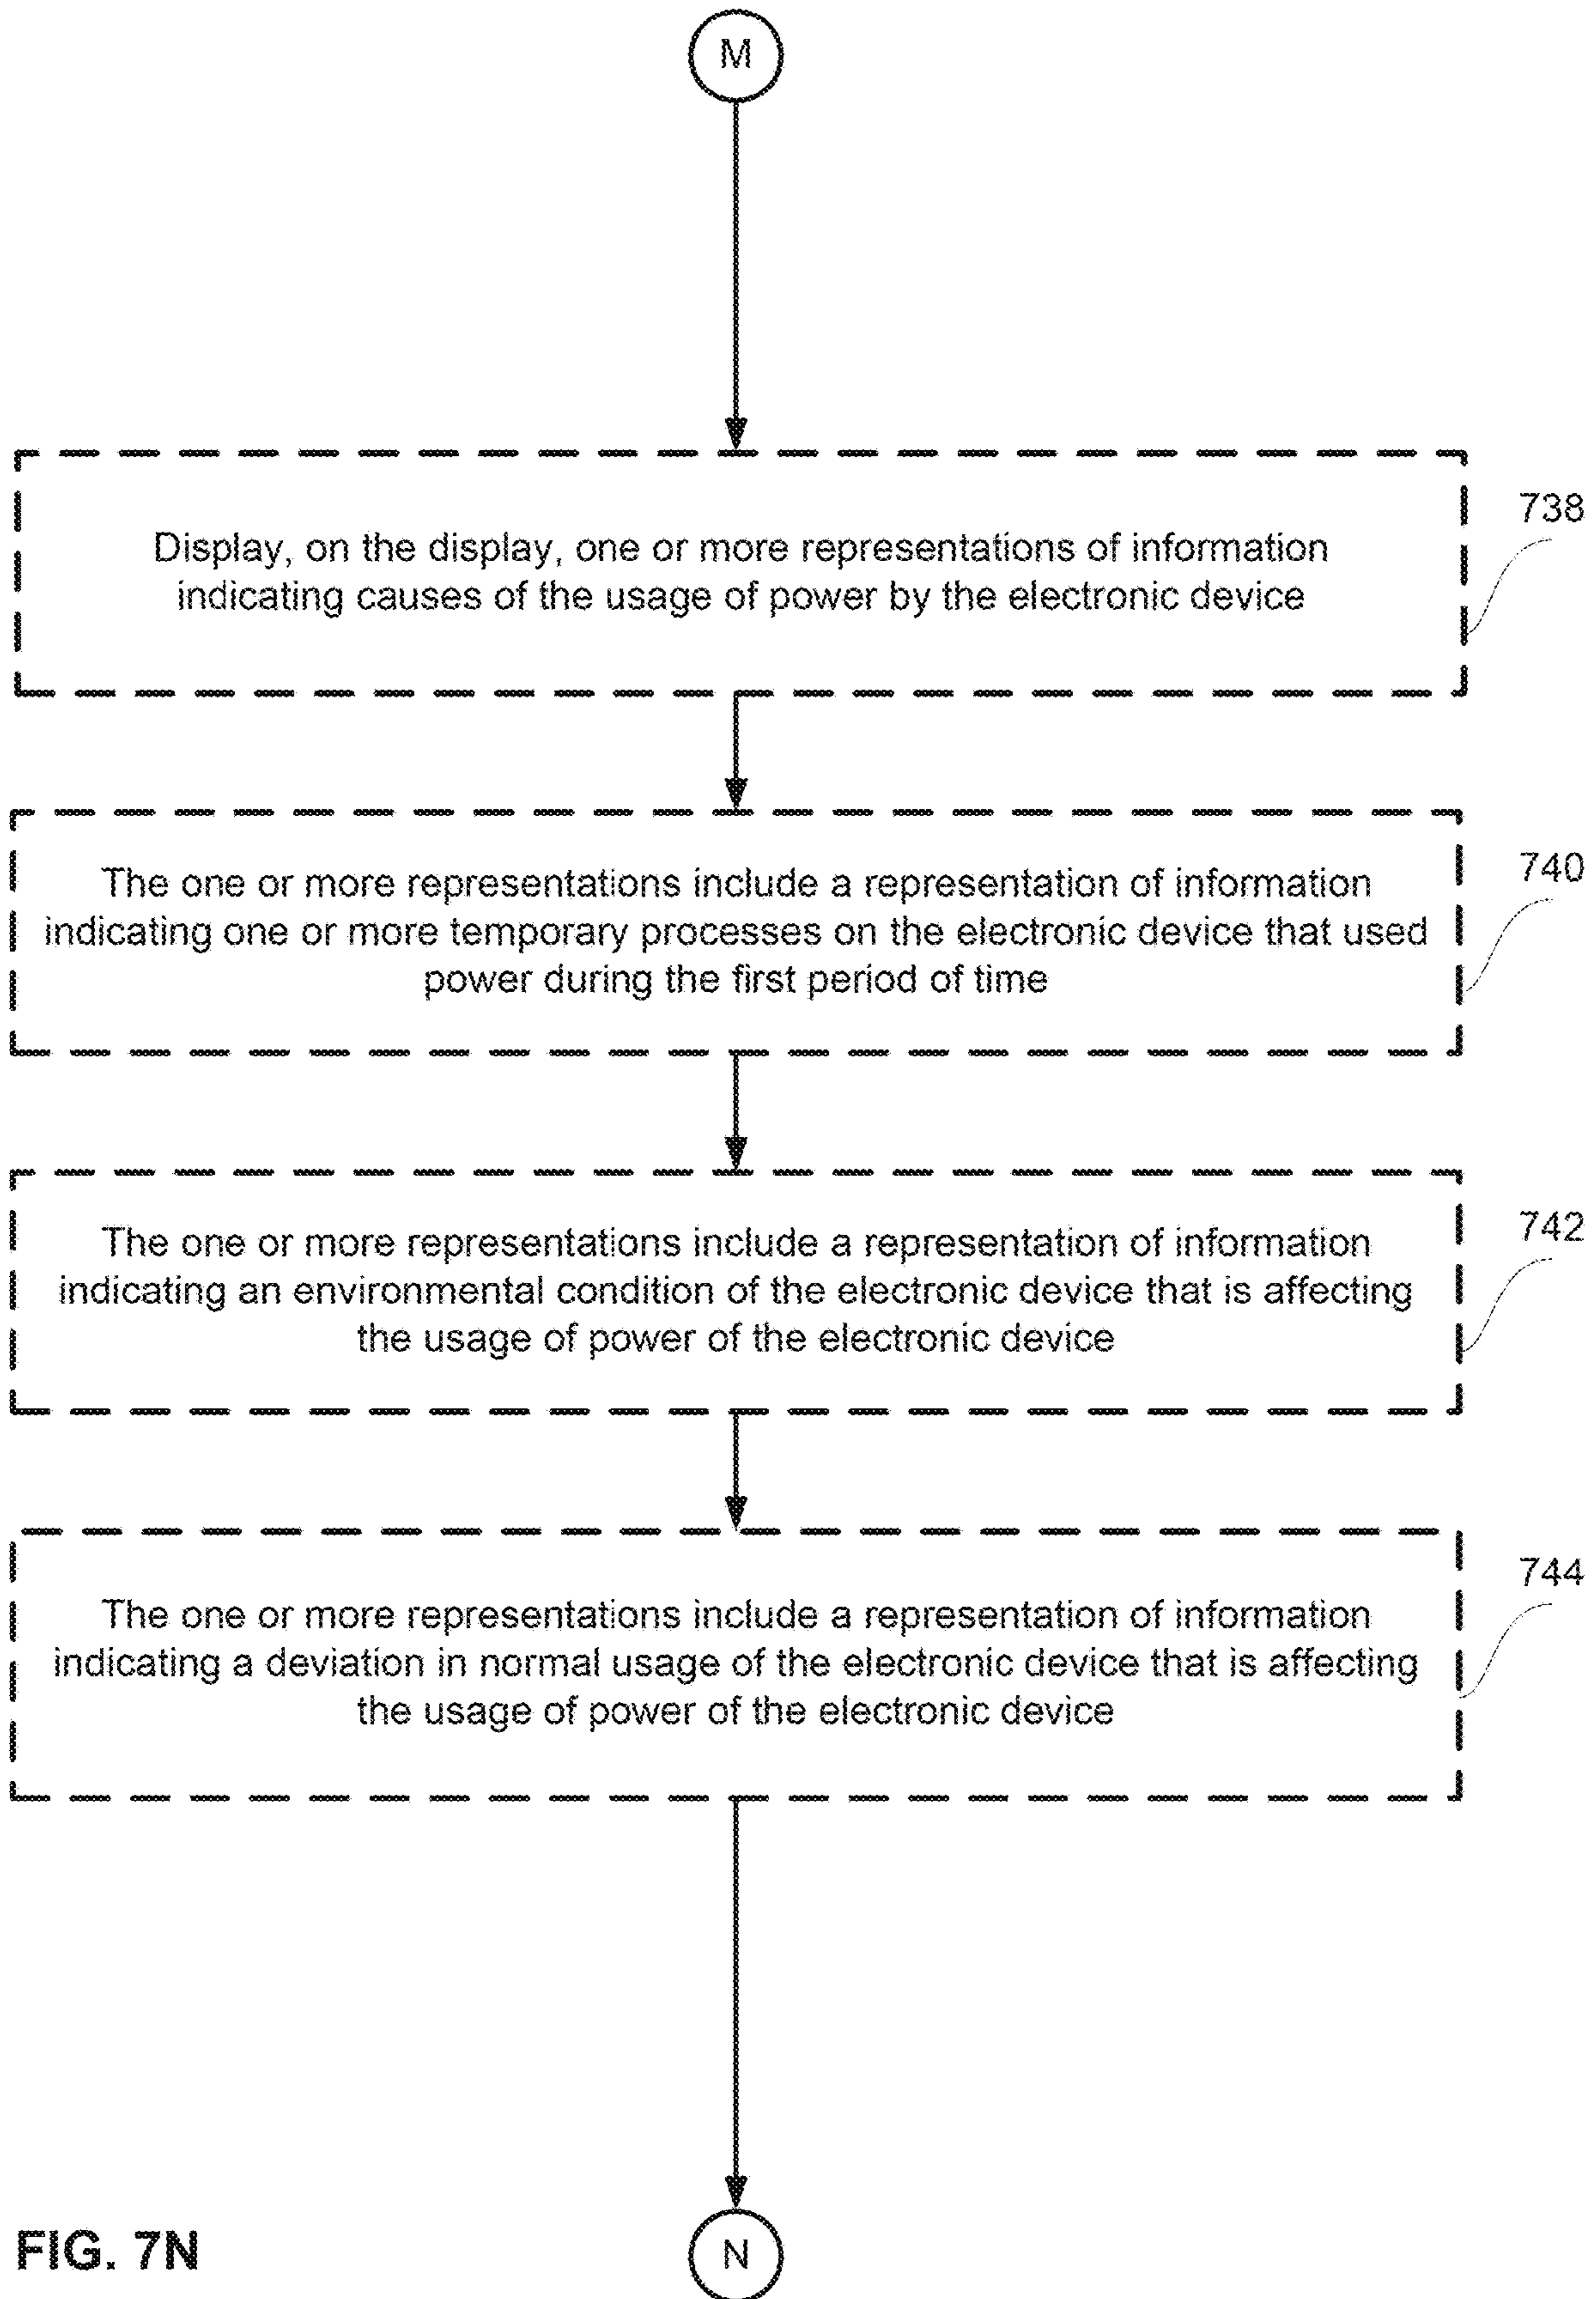 M
Display, on the display, one or more representations of information
indicating causes of the usage of power by the electronic device
738
The one or more representations include a representation of information
indicating one or more temporary processes on the electronic device that used
power during the first period of time
740
The one or more representations include a representation of information
indicating an environmental condition of the electronic device that is affecting
the usage of power of the electronic device
742
The one or more representations include a representation of information
indicating a deviation in normal usage of the electronic device that is affecting
the usage of power of the electronic device
744
FIG. 7N
N